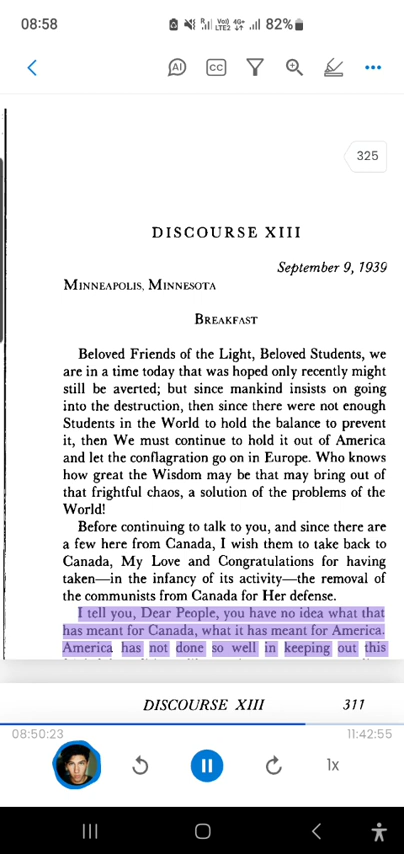 08:58
82%
AI
CC
325
DISCOURSE XIII
September 9, 1939
MINNEAPOLIS, MINNESOTA
BREAKFAST
Beloved Friends of the Light, Beloved Students, we
are in a time today that was hoped only recently might
still be averted; but since mankind insists on going
into the destruction, then since there were not enough
Students in the World to hold the balance to prevent
it, then We must continue to hold it out of America
and let the conflagration go on in Europe. Who knows
how great the Wisdom may be that may bring out of
that frightful chaos, a solution of the problems of the
World!
Before continuing to talk to you, and since there are
a few here from Canada, I wish them to take back to
Canada, My Love and Congratulations for having
taken—in the infancy of its activity—the removal of
the communists from Canada for Her defense.
I tell you, Dear People, you have no idea what that
has meant for Canada, what it has meant for America.
America has not done so well in keeping out this
DISCOURSE XIII 311
08:50:23 11:42:55
1x